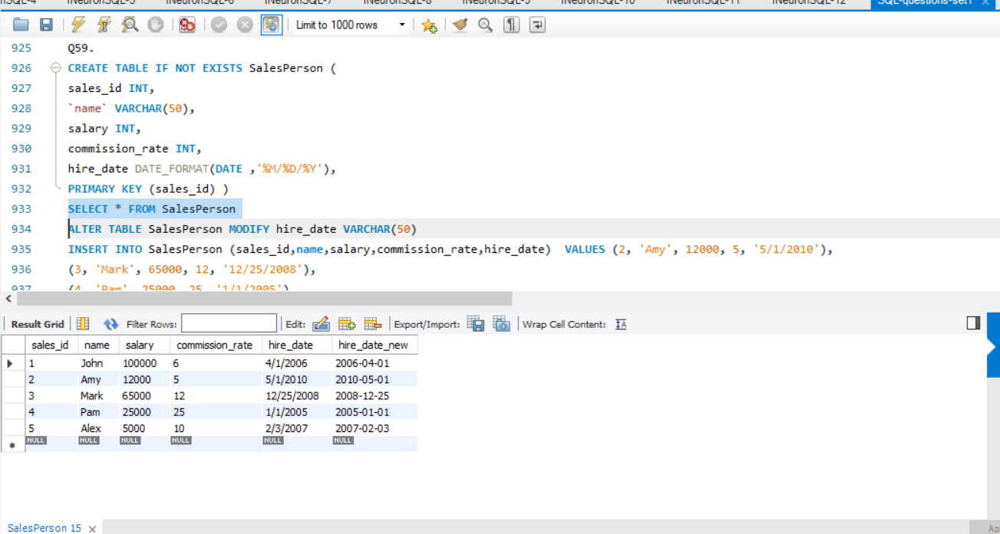 iNeuronSQL-5 iNeuronSQL-6 iNeuronSQL-7 iNeuronSQL-8 iNeuronSQL-9 iNeuronSQL-10 iNeuronSQL-11 iNeuronSQL-12 SQL-questions-set1
Limit to 1000 rows
925 Q59.
926 CREATE TABLE IF NOT EXISTS SalesPerson (
927 sales_id INT,
928 `name` VARCHAR(50),
929 salary INT,
930 commission_rate INT,
931 hire_date DATE_FORMAT(DATE ,'%M/%D/%Y'),
932 PRIMARY KEY (sales_id) )
933 SELECT * FROM SalesPerson
934 ALTER TABLE SalesPerson MODIFY hire_date VARCHAR(50)
935 INSERT INTO SalesPerson (sales_id,name,salary,commission_rate,hire_date) VALUES (2, 'Amy', 12000, 5, '5/1/2010'),
936 (3, 'Mark', 65000, 12, '12/25/2008'),
937 (4, 'Pam', 25000, 25, '1/1/2005')
Result Grid Filter Rows: Edit: Export/Import: Wrap Cell Content: IA
sales_id name salary commission_rate hire_date hire_date_new
1 John 100000 6 4/1/2006 2006-04-01
2 Amy 12000 5 5/1/2010 2010-05-01
3 Mark 65000 12 12/25/2008 2008-12-25
4 Pam 25000 25 1/1/2005 2005-01-01
5 Alex 5000 10 2/3/2007 2007-02-03
NULL NULL NULL NULL NULL NULL
SalesPerson 15